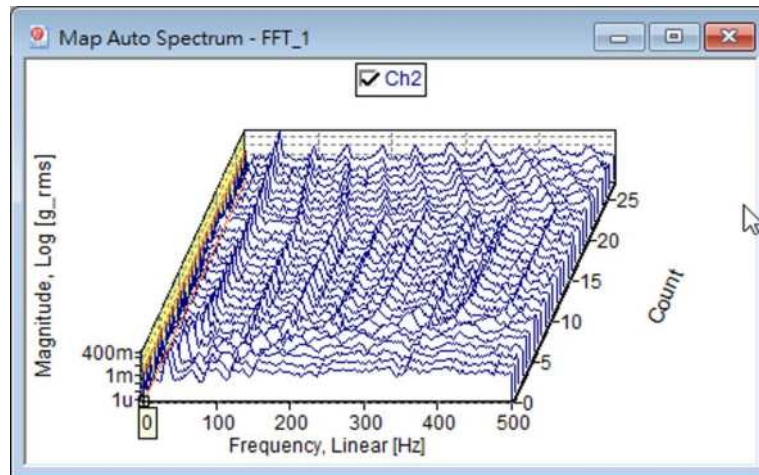 Map Auto Spectrum - FFT_1
Ch2
Magnitude, Log [g_rms]
400m
1m
1u
0
100
200
300
400
500
Frequency, Linear [Hz]
0
5
10
15
20
25
Count